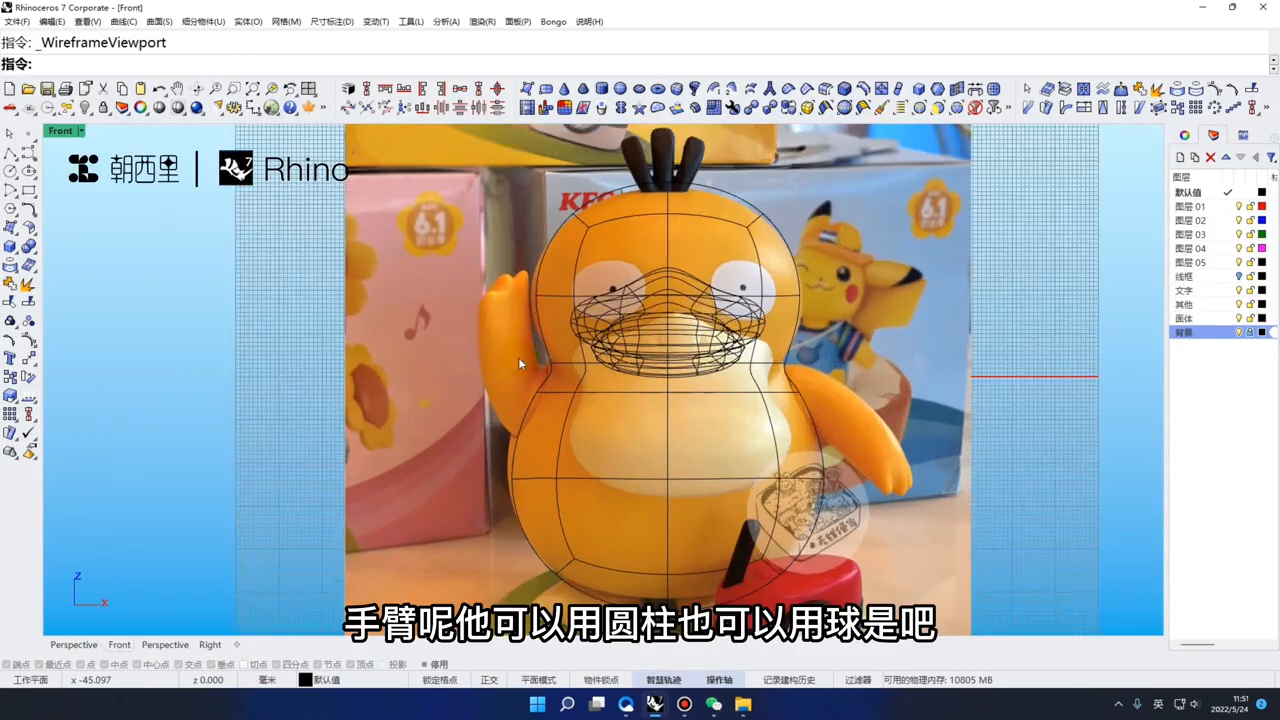 Rhinoceros 7 Corporate - [Front]
文件(F) 编辑(E) 查看(V) 曲线(C) 曲面(S) 细分物件(U) 实体(O) 网格(M) 尺寸标注(D) 变动(T) 工具(L) 分析(A) 渲染(R) 面板(P) Bongo 说明(H)
指令: _WireframeViewport
指令:
Front
朝西里 | 7 Rhino
KFC
6.1
6.1
图层
默认值
图层 01
图层 02
图层 03
图层 04
图层 05
线框
文字
其他
面体
背景
z
x
手臂呢他可以用圆柱也可以用球是吧
Perspective Front Top Perspective Right
端点 最近点 点 中点 中心点 交点 垂点 切点 四分点 节点 顶点 投影 停用
工作平面 x -45.097 z 0.000 毫米 默认值 锁定格点 正交 平面模式 物件锁点 智慧轨迹 操作轴 记录建构历史 过滤器 可用的物理内存: 10805 MB
英
11:51
2022/5/24